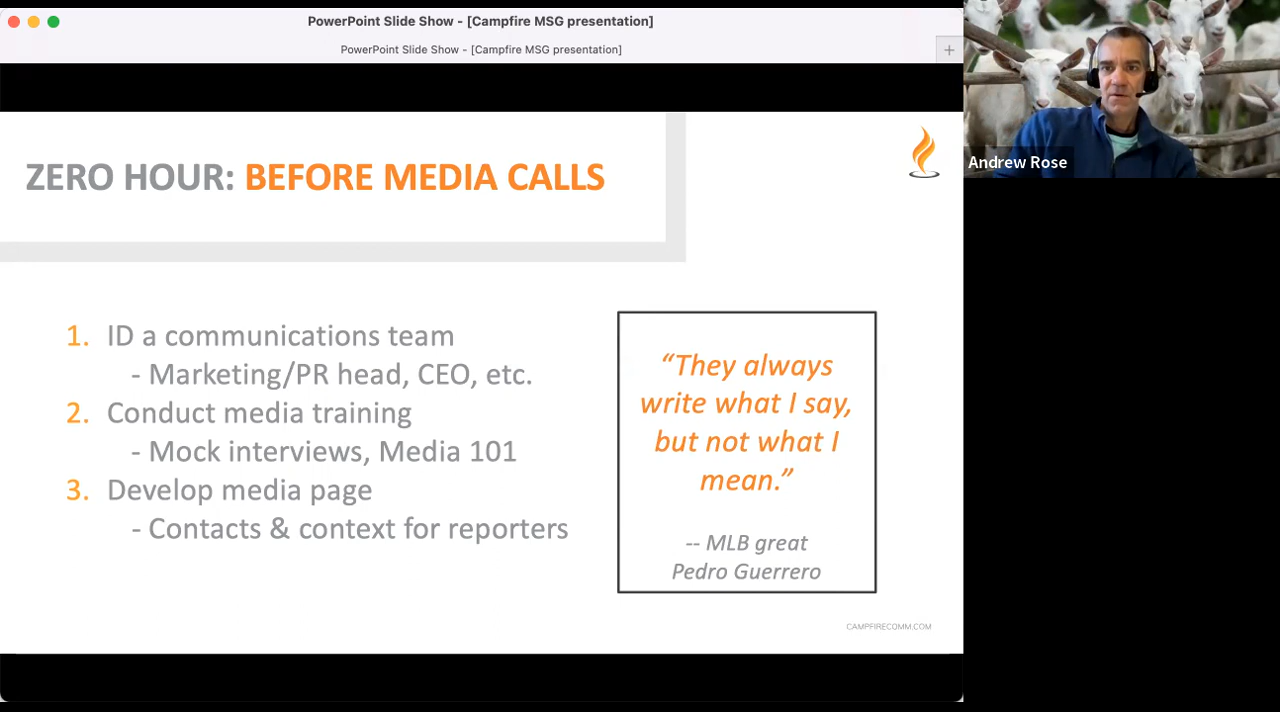 PowerPoint Slide Show - [Campfire MSG presentation]
PowerPoint Slide Show - [Campfire MSG presentation]
ZERO HOUR: BEFORE MEDIA CALLS
1. ID a communications team
- Marketing/PR head, CEO, etc.
2. Conduct media training
- Mock interviews, Media 101
3. Develop media page
- Contacts & context for reporters
“They always
write what I say,
but not what I
mean.”
-- MLB great
Pedro Guerrero
CAMPFIRECOMM.COM
Andrew Rose